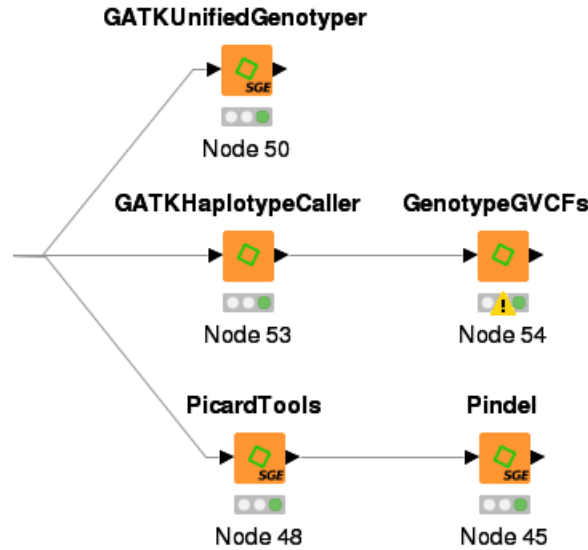 GATKUnifiedGenotyper
SGE
Node 50
GATKHaplotypeCaller GenotypeGVCFs
!
Node 53 Node 54
PicardTools Pindel
SGE SGE
Node 48 Node 45